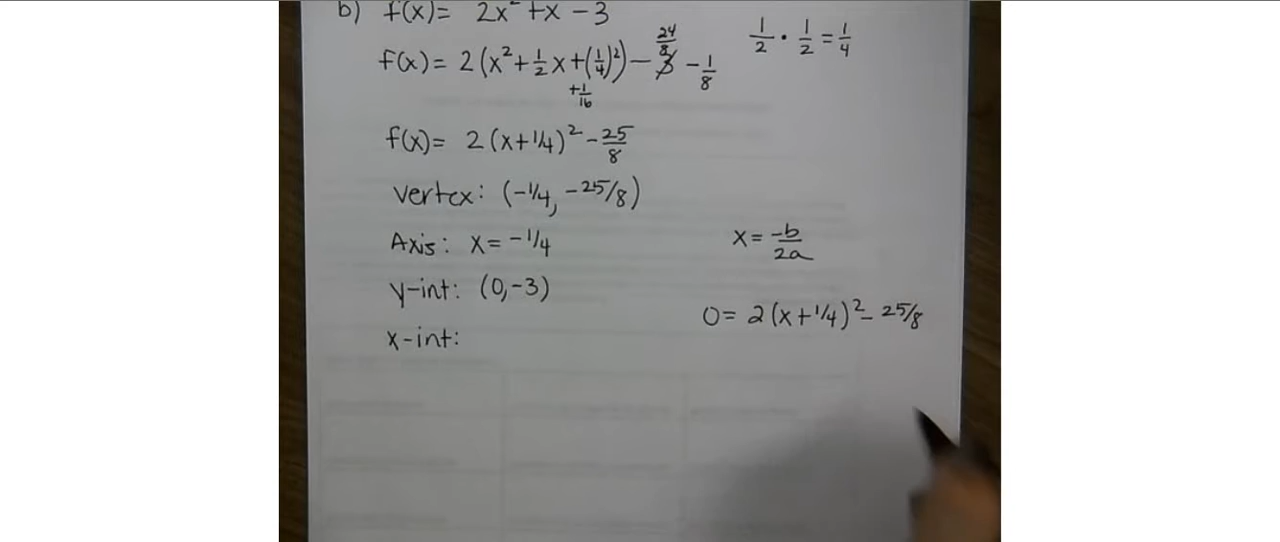 b) f(x) = 2x² + x - 3
1/2 · 1/2 = 1/4
f(x) = 2(x² + 1/2 x + (1/4)²) - 3 24/8 - 1/8
+1/16
f(x) = 2(x + 1/4)² - 25/8
vertex: (-1/4, -25/8)
Axis: x = -1/4
x = -b/2a
y-int: (0, -3)
0 = 2(x + 1/4)² - 25/8
x-int: